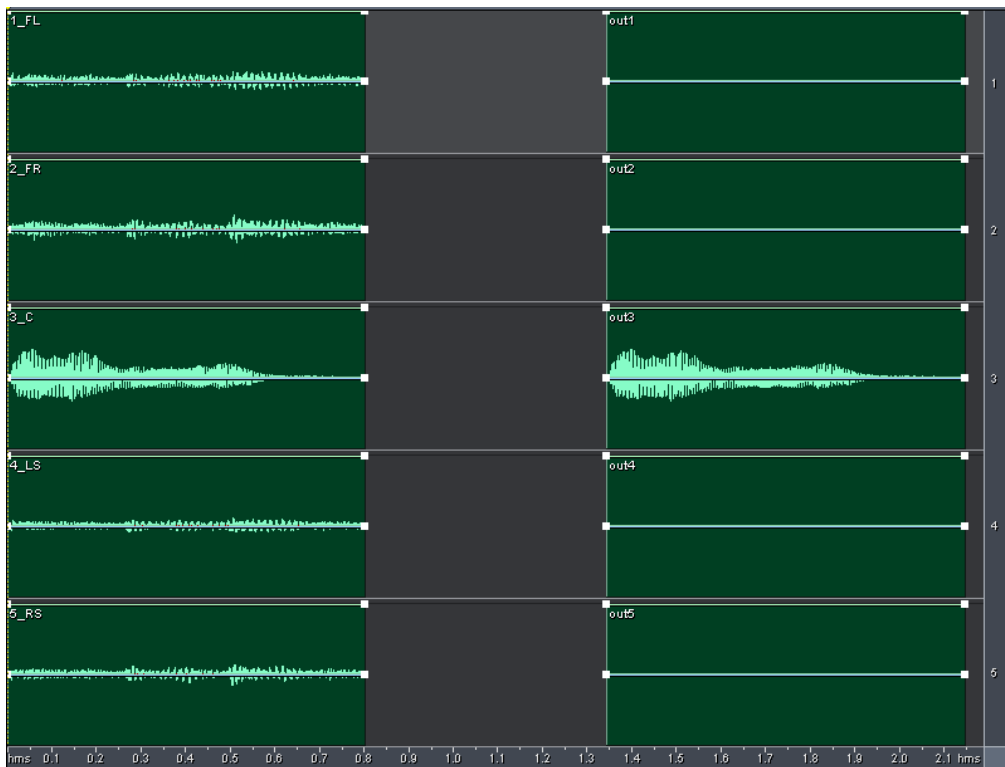 1_FL out1
1
2_FR out2
2
3_C out3
3
4_LS out4
4
5_RS out5
5
hms 0.1 0.2 0.3 0.4 0.5 0.6 0.7 0.8 0.9 1.0 1.1 1.2 1.3 1.4 1.5 1.6 1.7 1.8 1.9 2.0 2.1 hms